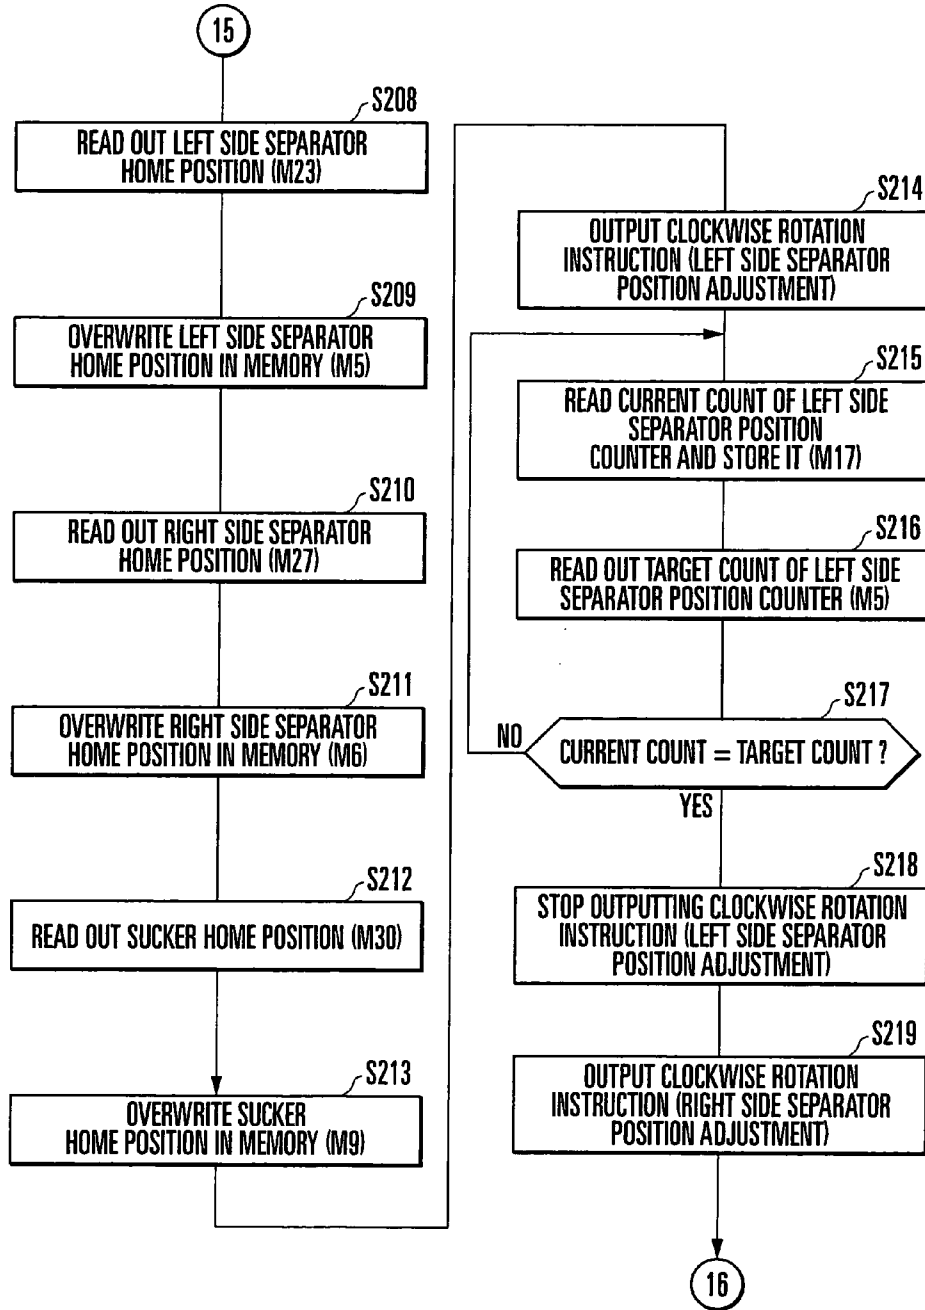 15
S208
READ OUT LEFT SIDE SEPARATOR
HOME POSITION (M23)
S209
OVERWRITE LEFT SIDE SEPARATOR
HOME POSITION IN MEMORY (M5)
S210
READ OUT RIGHT SIDE SEPARATOR
HOME POSITION (M27)
S211
OVERWRITE RIGHT SIDE SEPARATOR
HOME POSITION IN MEMORY (M6)
S212
READ OUT SUCKER HOME POSITION (M30)
S213
OVERWRITE SUCKER
HOME POSITION IN MEMORY (M9)
S214
OUTPUT CLOCKWISE ROTATION
INSTRUCTION (LEFT SIDE SEPARATOR
POSITION ADJUSTMENT)
S215
READ CURRENT COUNT OF LEFT SIDE
SEPARATOR POSITION
COUNTER AND STORE IT (M17)
S216
READ OUT TARGET COUNT OF LEFT SIDE
SEPARATOR POSITION COUNTER (M5)
S217
NO
CURRENT COUNT = TARGET COUNT ?
YES
S218
STOP OUTPUTTING CLOCKWISE ROTATION
INSTRUCTION (LEFT SIDE SEPARATOR
POSITION ADJUSTMENT)
S219
OUTPUT CLOCKWISE ROTATION
INSTRUCTION (RIGHT SIDE SEPARATOR
POSITION ADJUSTMENT)
16